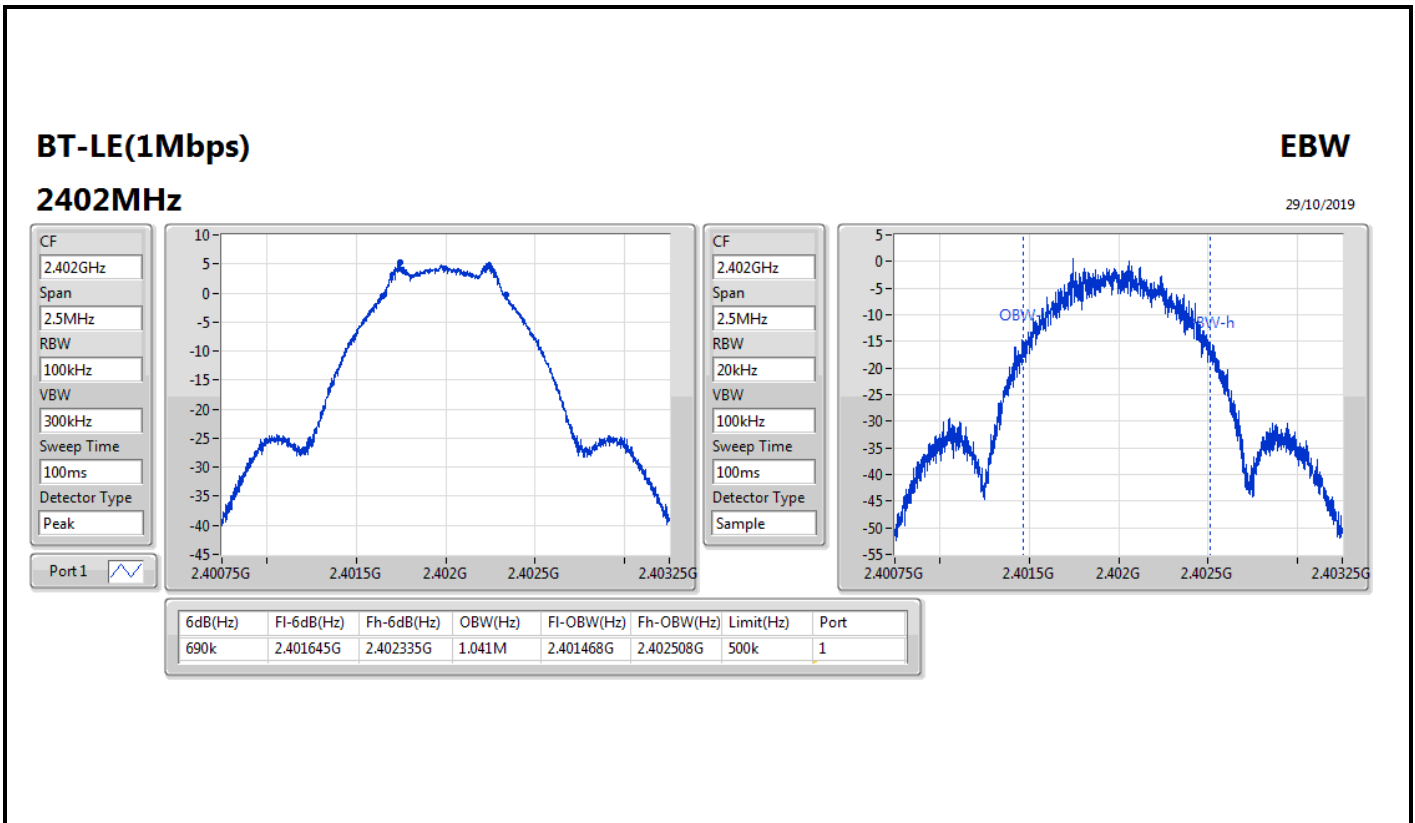 BT-LE(1Mbps)
EBW
2402MHz
29/10/2019
CF
2.402GHz
Span
2.5MHz
RBW
100kHz
VBW
300kHz
Sweep Time
100ms
Detector Type
Peak
Port 1
10
5
0
-5
-10
-15
-20
-25
-30
-35
-40
-45
2.40075G 2.4015G 2.402G 2.4025G 2.40325G
CF
2.402GHz
Span
2.5MHz
RBW
20kHz
VBW
100kHz
Sweep Time
100ms
Detector Type
Sample
5
0
-5
-10
-15
-20
-25
-30
-35
-40
-45
-50
-55
OBW
BW-h
2.40075G 2.4015G 2.402G 2.4025G 2.40325G
6dB(Hz) Fl-6dB(Hz) Fh-6dB(Hz) OBW(Hz) Fl-OBW(Hz) Fh-OBW(Hz) Limit(Hz) Port
690k 2.401645G 2.402335G 1.041M 2.401468G 2.402508G 500k 1